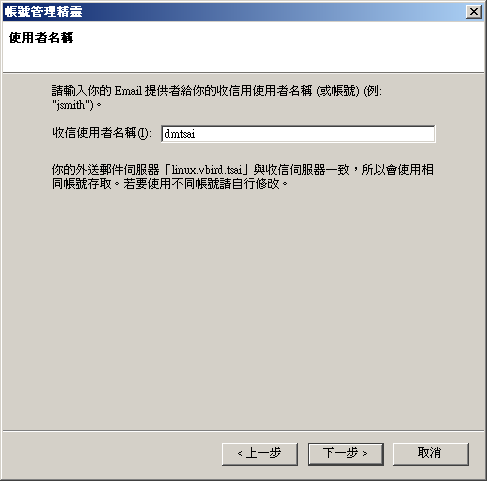 帳號管理精靈
使用者名稱
請輸入你的 Email 提供者給你的收信用使用者名稱 (或帳號) (例:
"jsmith")。
收信使用者名稱(I): dmtsai
你的外送郵件伺服器「linux.vbird.tsai」與收信伺服器一致，所以會使用相
同帳號存取。若要使用不同帳號請自行修改。
< 上一步 下一步 > 取消